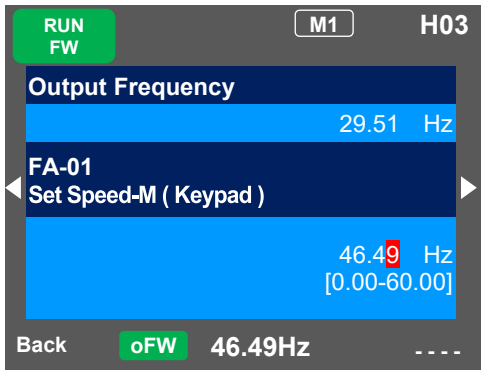 RUN M1 H03
FW
Output Frequency
29.51 Hz
FA-01
Set Speed-M ( Keypad )
46.49 Hz
[0.00-60.00]
Back oFW 46.49Hz ----